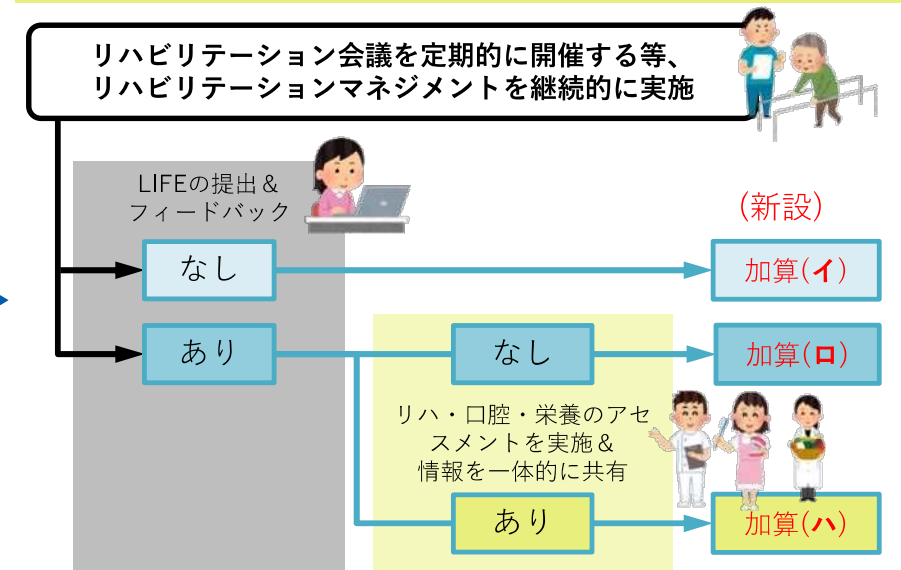 リハビリテーション会議を定期的に開催する等、
リハビリテーションマネジメントを継続的に実施
LIFEの提出＆
フィードバック
(新設)
なし
加算(イ)
あり
なし
加算(ロ)
リハ・口腔・栄養のアセ
スメントを実施＆
情報を一体的に共有
あり
加算(ハ)